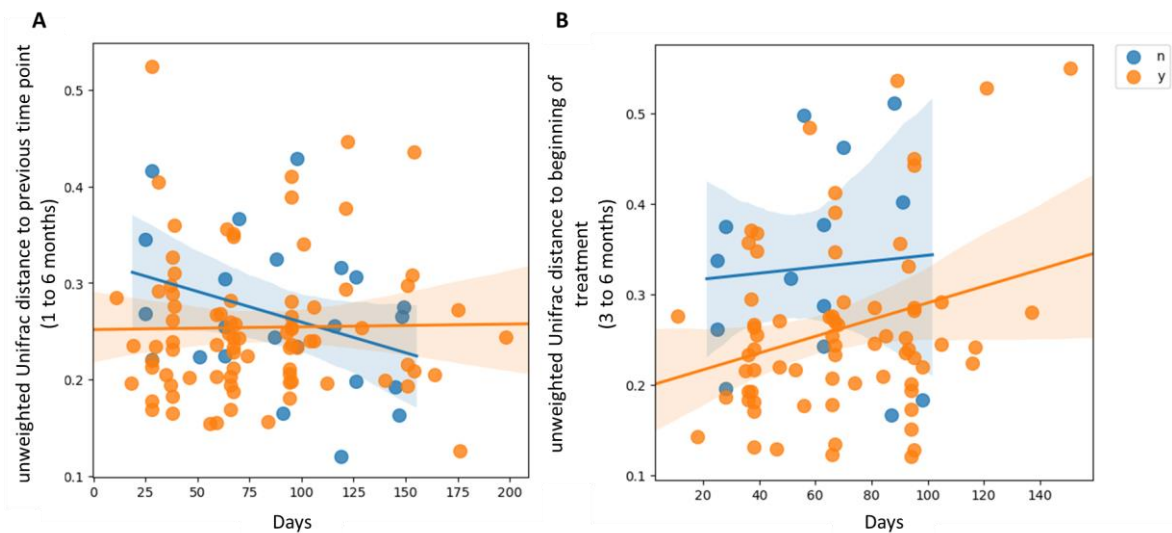 A
unweighted Unifrac distance to previous time point
(1 to 6 months)
0.5
0.4
0.3
0.2
0.1
0 25 50 75 100 125 150 175 200
Days
B
unweighted Unifrac distance to beginning of
treatment
(3 to 6 months)
0.5
0.4
0.3
0.2
0.1
20 40 60 80 100 120 140
Days
n
y